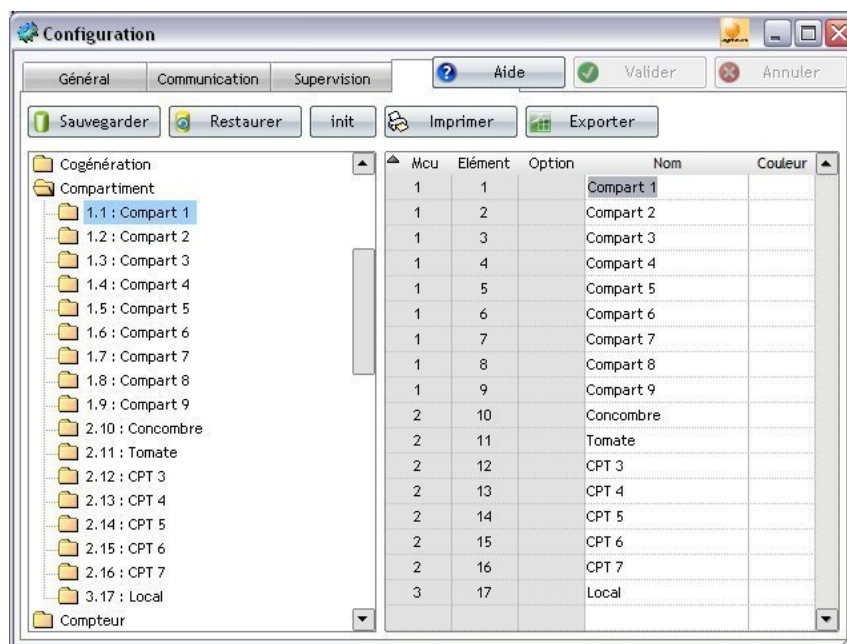 Configuration
Général Communication Supervision Aide Valider Annuler
Sauvegarder Restaurer init Imprimer Exporter
Cogénération
Compartiment
1.1 : Compart 1
1.2 : Compart 2
1.3 : Compart 3
1.4 : Compart 4
1.5 : Compart 5
1.6 : Compart 6
1.7 : Compart 7
1.8 : Compart 8
1.9 : Compart 9
2.10 : Concombre
2.11 : Tomate
2.12 : CPT 3
2.13 : CPT 4
2.14 : CPT 5
2.15 : CPT 6
2.16 : CPT 7
3.17 : Local
Compteur
Mcu Elément Option Nom Couleur
1 1 Compart 1
1 2 Compart 2
1 3 Compart 3
1 4 Compart 4
1 5 Compart 5
1 6 Compart 6
1 7 Compart 7
1 8 Compart 8
1 9 Compart 9
2 10 Concombre
2 11 Tomate
2 12 CPT 3
2 13 CPT 4
2 14 CPT 5
2 15 CPT 6
2 16 CPT 7
3 17 Local